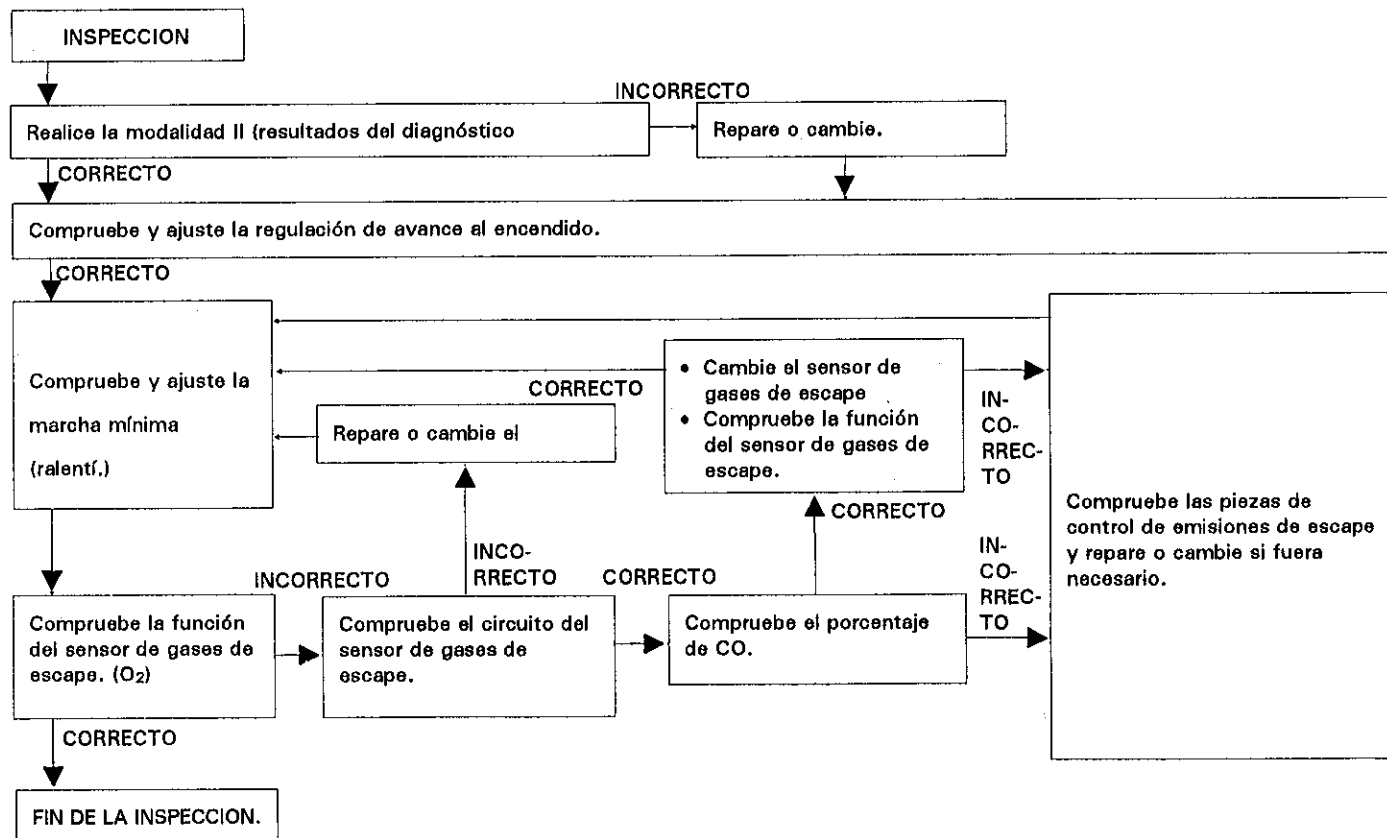 INSPECCION
INCORRECTO
Realice la modalidad II (resultados del diagnóstico
Repare o cambie.
CORRECTO
Compruebe y ajuste la regulación de avance al encendido.
CORRECTO
Compruebe y ajuste la
marcha mínima
(ralentí.)
CORRECTO
Repare o cambie el
• Cambie el sensor de
gases de escape
• Compruebe la función
del sensor de gases de
escape.
IN-
CO-
RREC-
TO
CORRECTO
Compruebe las piezas de
control de emisiones de escape
y repare o cambie si fuera
necesario.
INCORRECTO
INCO-
RRECTO
CORRECTO
IN-
CO-
RREC-
TO
Compruebe la función
del sensor de gases de
escape. (O₂)
Compruebe el circuito del
sensor de gases de
escape.
Compruebe el porcentaje
de CO.
CORRECTO
FIN DE LA INSPECCION.